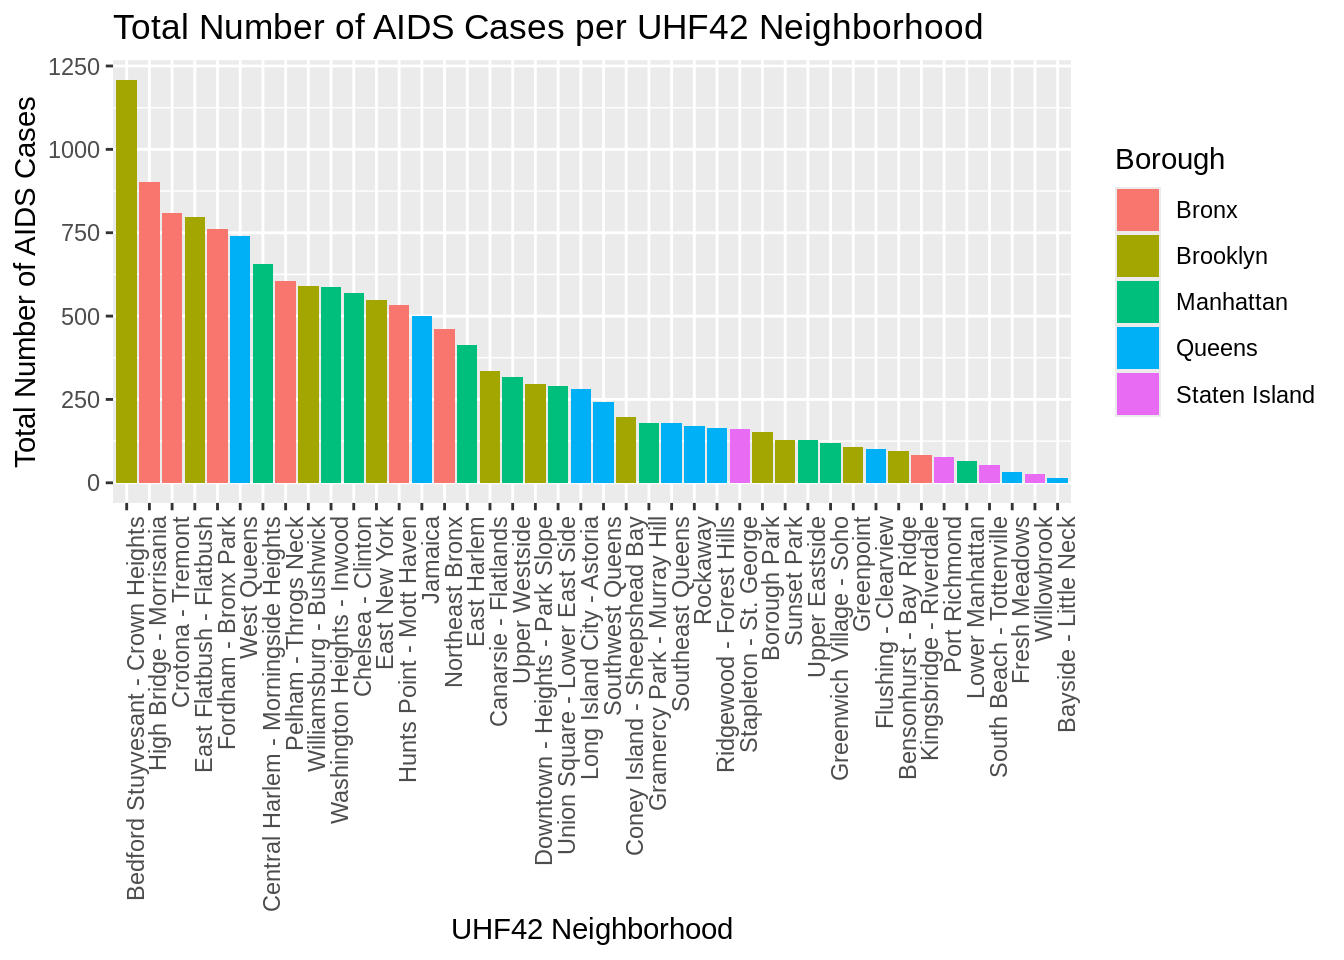 Total Number of AIDS Cases per UHF42 Neighborhood
Total Number of AIDS Cases
1250
1000
750
500
250
0
Bedford Stuyvesant - Crown Heights
High Bridge - Morrisania
Crotona - Tremont
East Flatbush - Flatbush
Fordham - Bronx Park
West Queens
Central Harlem - Morningside Heights
Pelham - Throgs Neck
Williamsburg - Bushwick
Washington Heights - Inwood
Chelsea - Clinton
East New York
Hunts Point - Mott Haven
Jamaica
Northeast Bronx
East Harlem
Canarsie - Flatlands
Upper Westside
Downtown - Heights - Park Slope
Union Square - Lower East Side
Long Island City - Astoria
Southwest Queens
Coney Island - Sheepshead Bay
Gramercy Park - Murray Hill
Southeast Queens
Rockaway
Ridgewood - Forest Hills
Stapleton - St. George
Borough Park
Sunset Park
Upper Eastside
Greenwich Village - Soho
Greenpoint
Flushing - Clearview
Bensonhurst - Bay Ridge
Kingsbridge - Riverdale
Port Richmond
Lower Manhattan
South Beach - Tottenville
Fresh Meadows
Willowbrook
Bayside - Little Neck
UHF42 Neighborhood
Borough
Bronx
Brooklyn
Manhattan
Queens
Staten Island